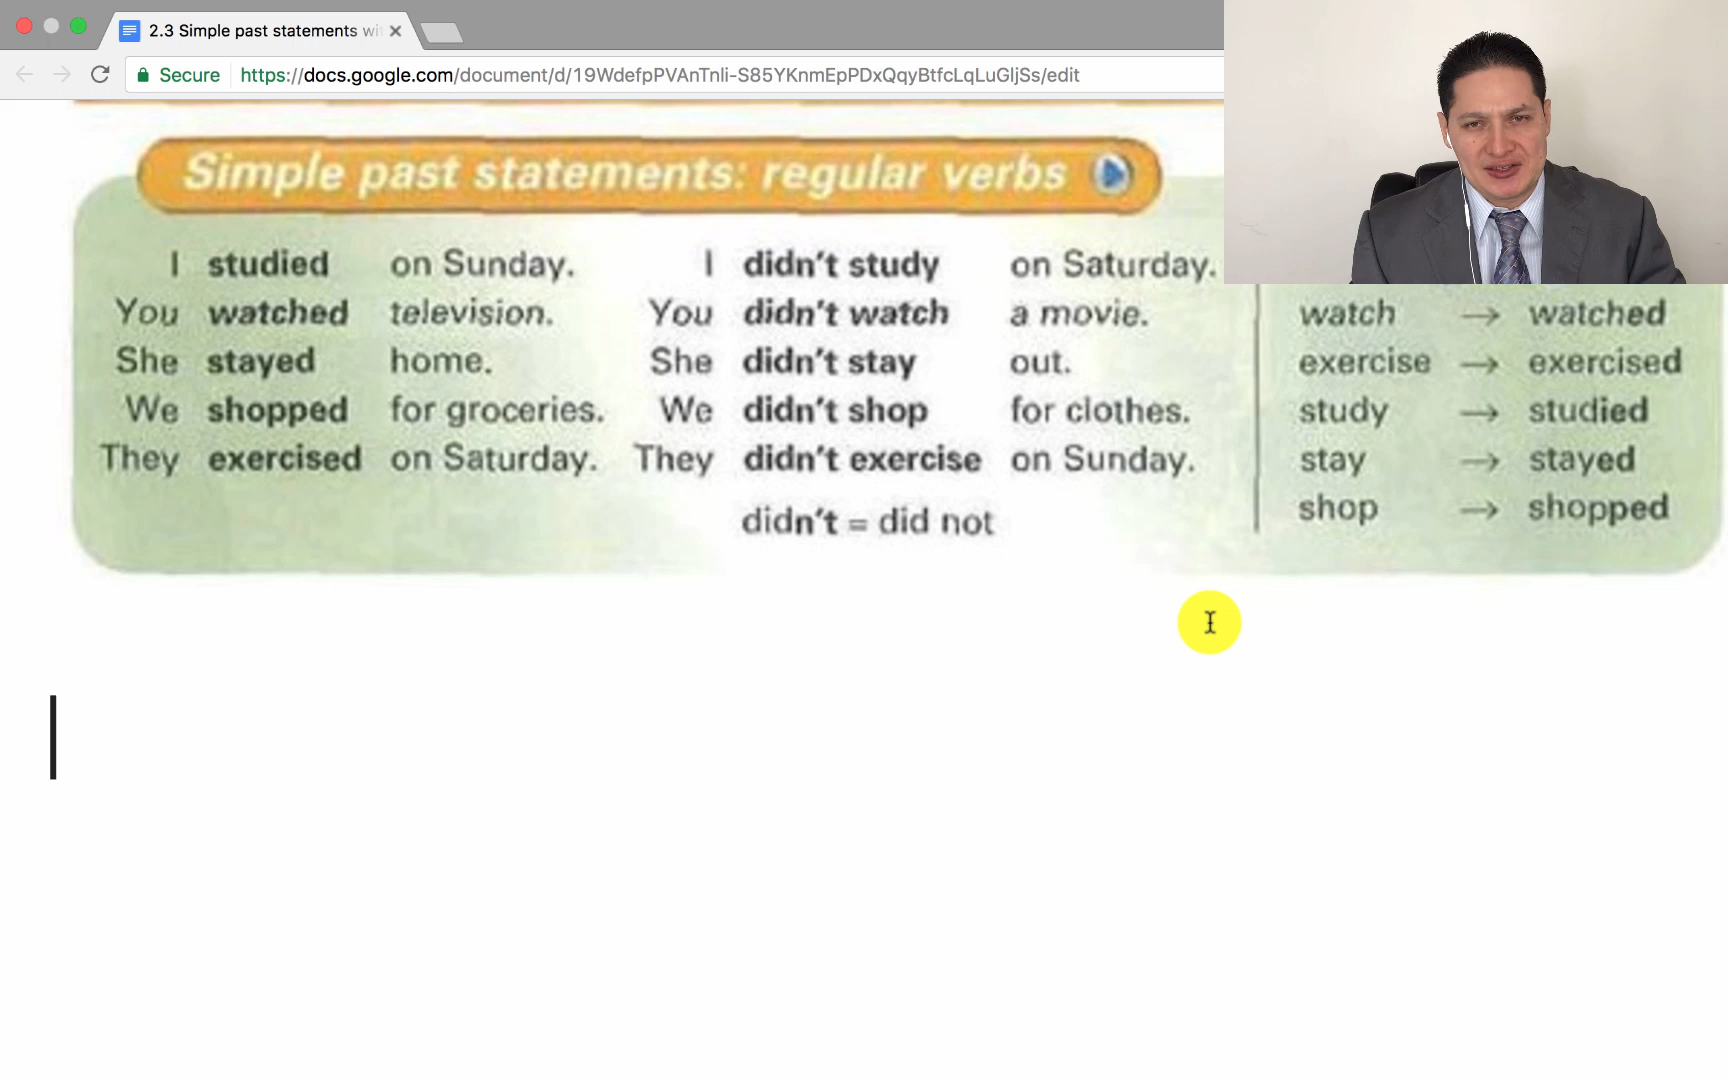 2.3 Simple past statements wi
Secure https://docs.google.com/document/d/19WdefpPVAnTnli-S85YKnmEpPDxQqyBtfcLqLuGljSs/edit
Simple past statements: regular verbs
I studied on Sunday. I didn't study on Saturday.
You watched television. You didn't watch a movie. watch → watched
She stayed home. She didn't stay out. exercise → exercised
We shopped for groceries. We didn't shop for clothes. study → studied
They exercised on Saturday. They didn't exercise on Sunday. stay → stayed
didn't = did not shop → shopped